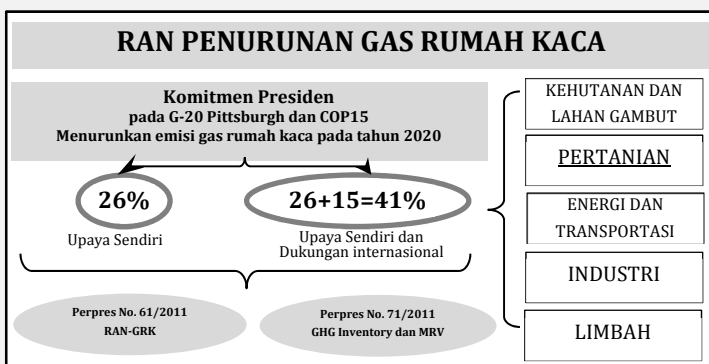 RAN PENURUNAN GAS RUMAH KACA
Komitmen Presiden
pada G-20 Pittsburgh dan COP15
Menurunkan emisi gas rumah kaca pada tahun 2020
26%
Upaya Sendiri
26+15=41%
Upaya Sendiri dan
Dukungan internasional
Perpres No. 61/2011
RAN-GRK
Perpres No. 71/2011
GHG Inventory dan MRV
KEHUTANAN DAN
LAHAN GAMBUT
PERTANIAN
ENERGI DAN
TRANSPORTASI
INDUSTRI
LIMBAH